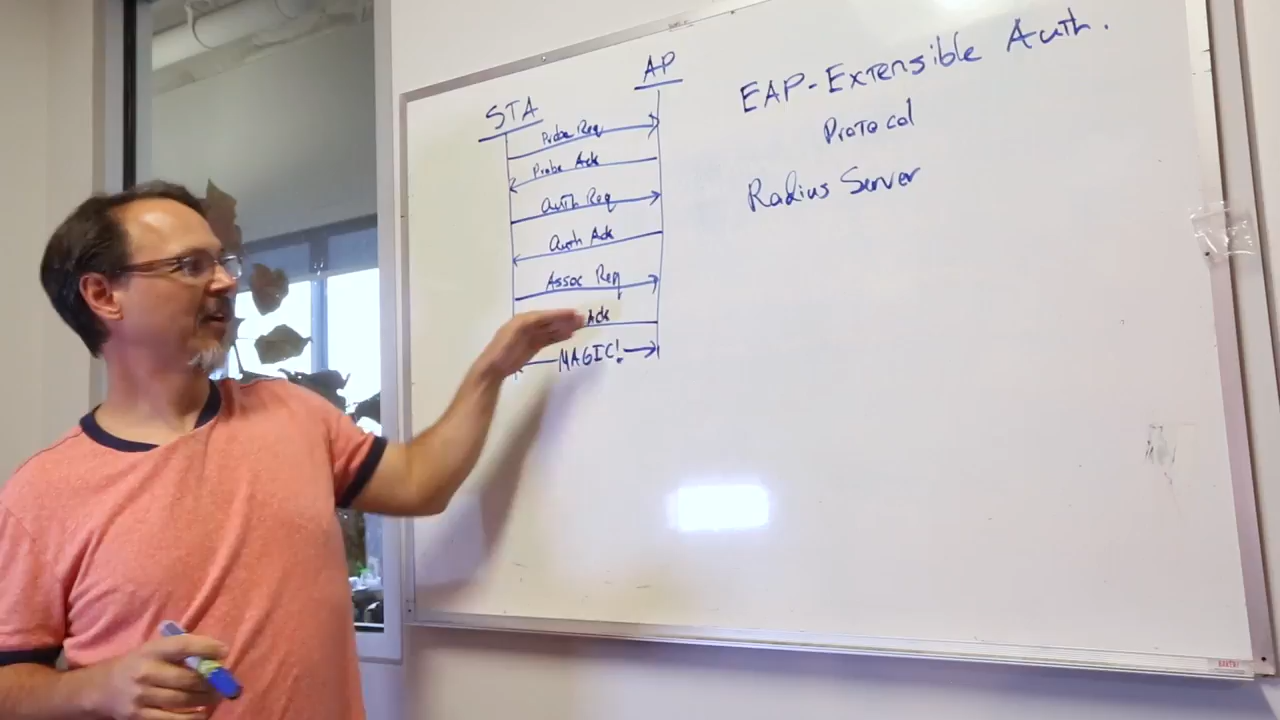 STA
AP
Probe Req
Probe Ack
Auth Req
Auth Ack
Assoc Req
Ack
MAGIC!
EAP-Extensible Auth.
Protocol
Radius Server